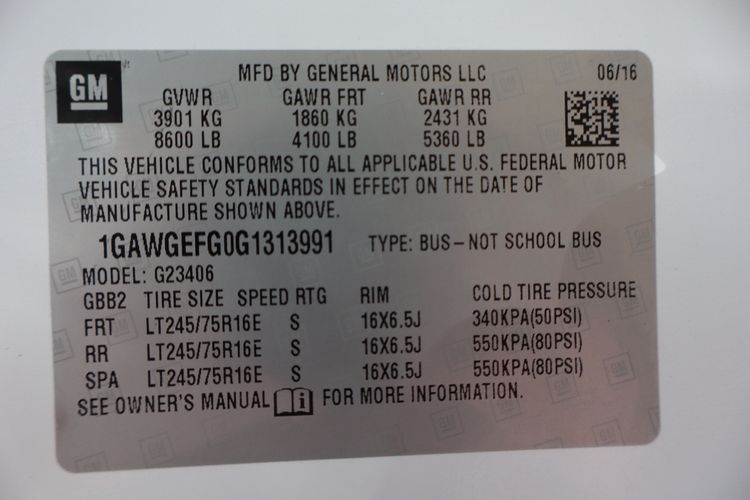 GM
MFD BY GENERAL MOTORS LLC 06/16
GVWR GAWR FRT GAWR RR
3901 KG 1860 KG 2431 KG
8600 LB 4100 LB 5360 LB
THIS VEHICLE CONFORMS TO ALL APPLICABLE U.S. FEDERAL MOTOR
VEHICLE SAFETY STANDARDS IN EFFECT ON THE DATE OF
MANUFACTURE SHOWN ABOVE.
1GAWGEFG0G1313991 TYPE: BUS–NOT SCHOOL BUS
MODEL: G23406
GBB2 TIRE SIZE SPEED RTG RIM COLD TIRE PRESSURE
FRT LT245/75R16E S 16X6.5J 340KPA(50PSI)
RR LT245/75R16E S 16X6.5J 550KPA(80PSI)
SPA LT245/75R16E S 16X6.5J 550KPA(80PSI)
SEE OWNER'S MANUAL i FOR MORE INFORMATION.